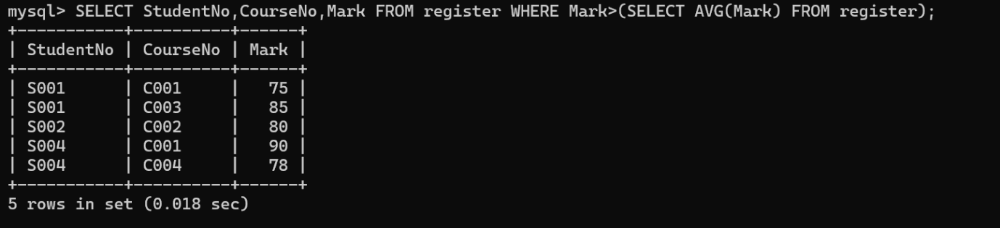 mysql> SELECT StudentNo,CourseNo,Mark FROM register WHERE Mark>(SELECT AVG(Mark) FROM register);
+-----------+----------+------+
| StudentNo | CourseNo | Mark |
+-----------+----------+------+
| S001      | C001     |   75 |
| S001      | C003     |   85 |
| S002      | C002     |   80 |
| S004      | C001     |   90 |
| S004      | C004     |   78 |
+-----------+----------+------+
5 rows in set (0.018 sec)